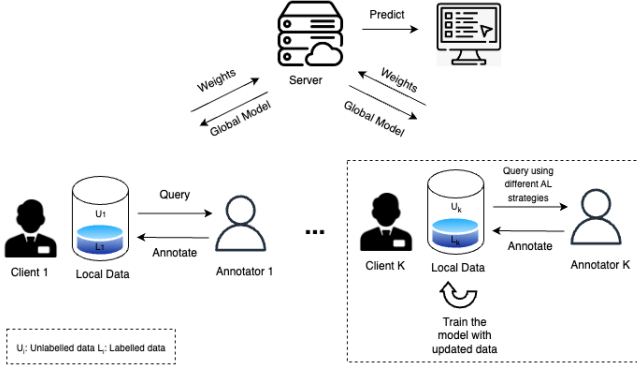 Predict
Server
Weights
Global Model
Weights
Global Model
Query
U1
L1
Annotate
Client 1
Local Data
Annotator 1
...
Query using
different AL
strategies
Uk
Lk
Annotate
Client K
Local Data
Annotator K
Train the
model with
updated data
Ui: Unlabelled data Li: Labelled data